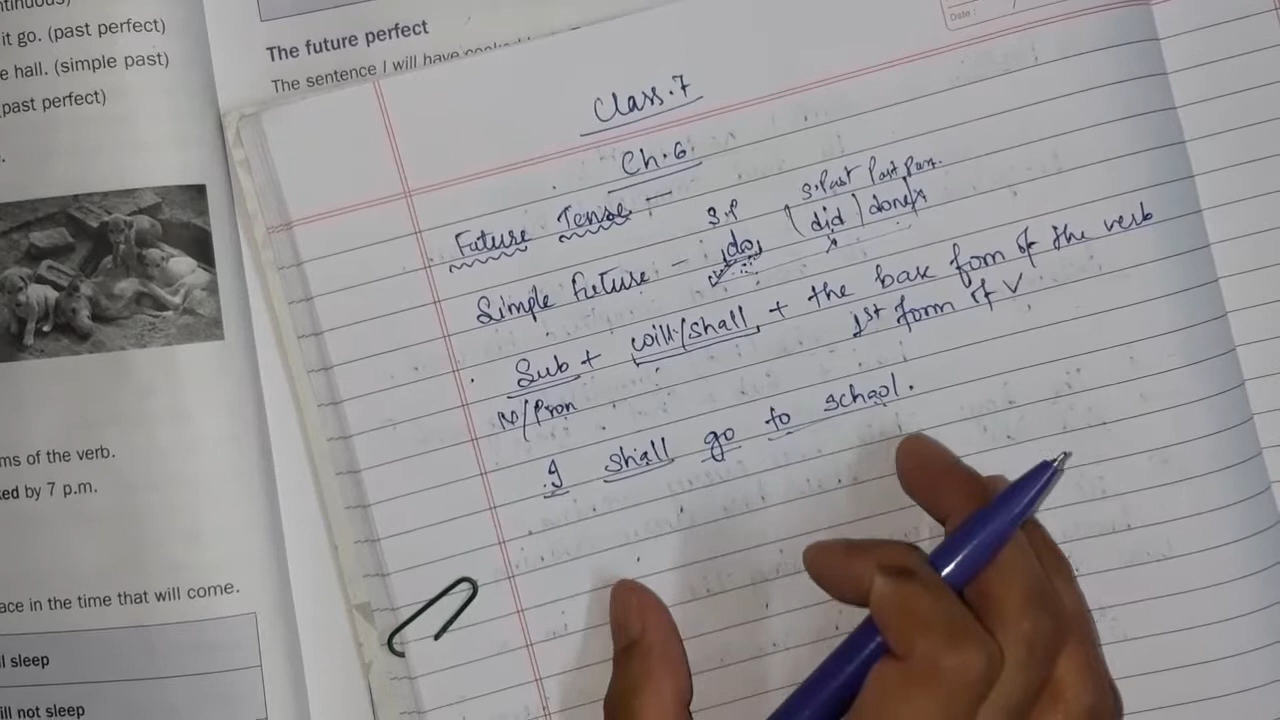 it go. (past perfect)
e hall. (simple past)
past perfect)
ms of the verb.
ked by 7 p.m.
ace in the time that will come.
ll sleep
ill not sleep
The future perfect
The sentence I will have
Date :
Class.7
Ch.6.
Future Tense -
S.P
S.Past Past Par.
Simple future - do, (did) done
Sub + will/shall, + the base form of the verb
N/Pron
1st form of V
I shall go to school.